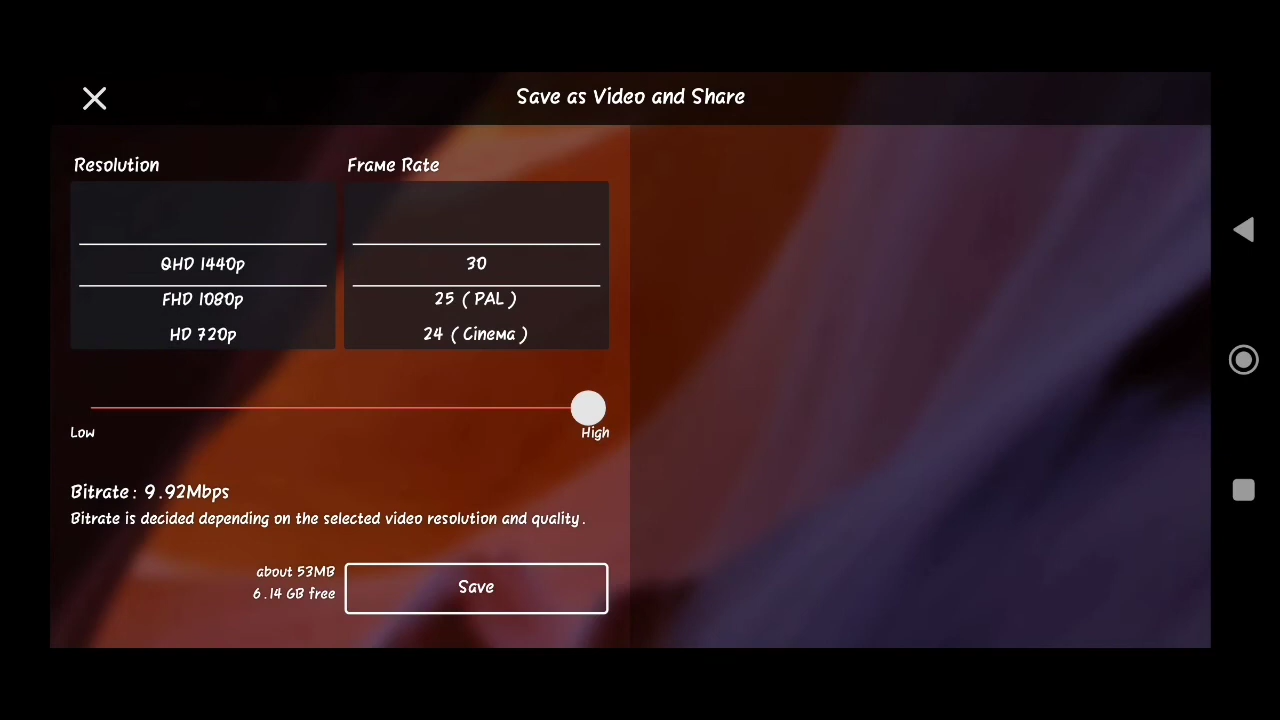 Save as Video and Share
Resolution
Frame Rate
QHD 1440p
30
FHD 1080p
25 ( PAL )
HD 720p
24 ( Cinema )
Low
High
Bitrate : 9.92Mbps
Bitrate is decided depending on the selected video resolution and quality.
about 53MB
6.14 GB free
Save